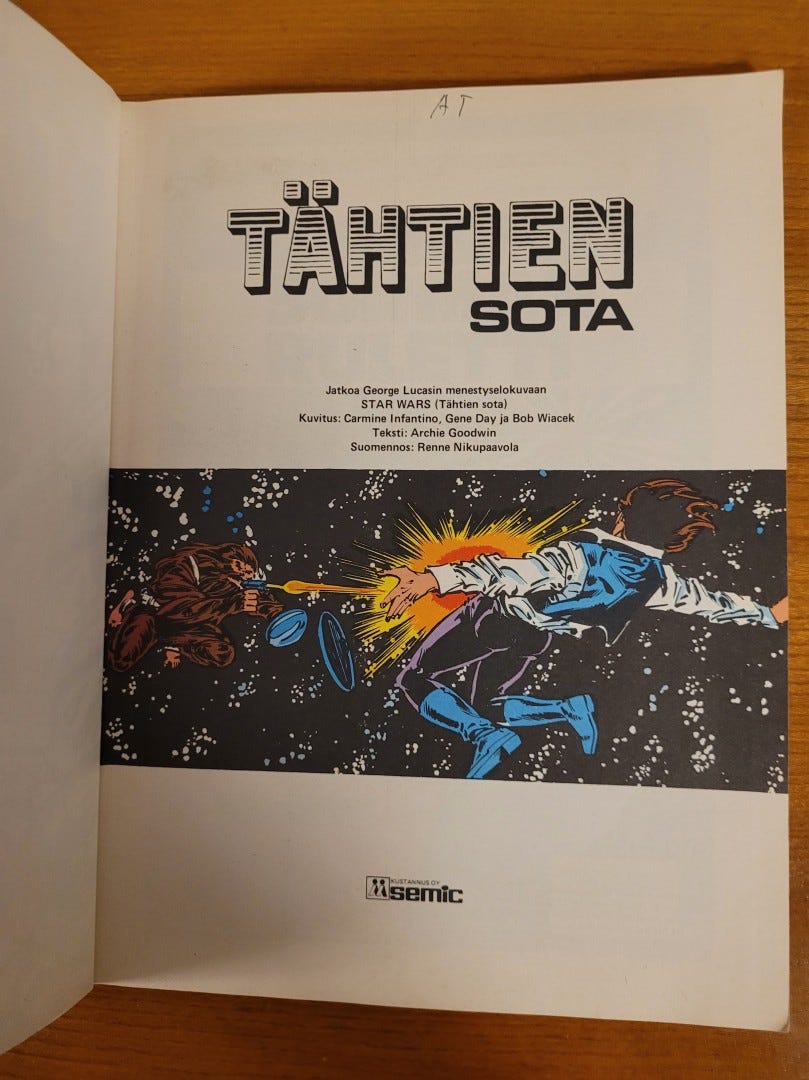 AT
TÄHTIEN
SOTA
Jatkoa George Lucasin menestyselokuvaan
STAR WARS (Tähtien sota)
Kuvitus: Carmine Infantino, Gene Day ja Bob Wiacek
Teksti: Archie Goodwin
Suomennos: Renne Nikupaavola
KUSTANNUS OY
semic